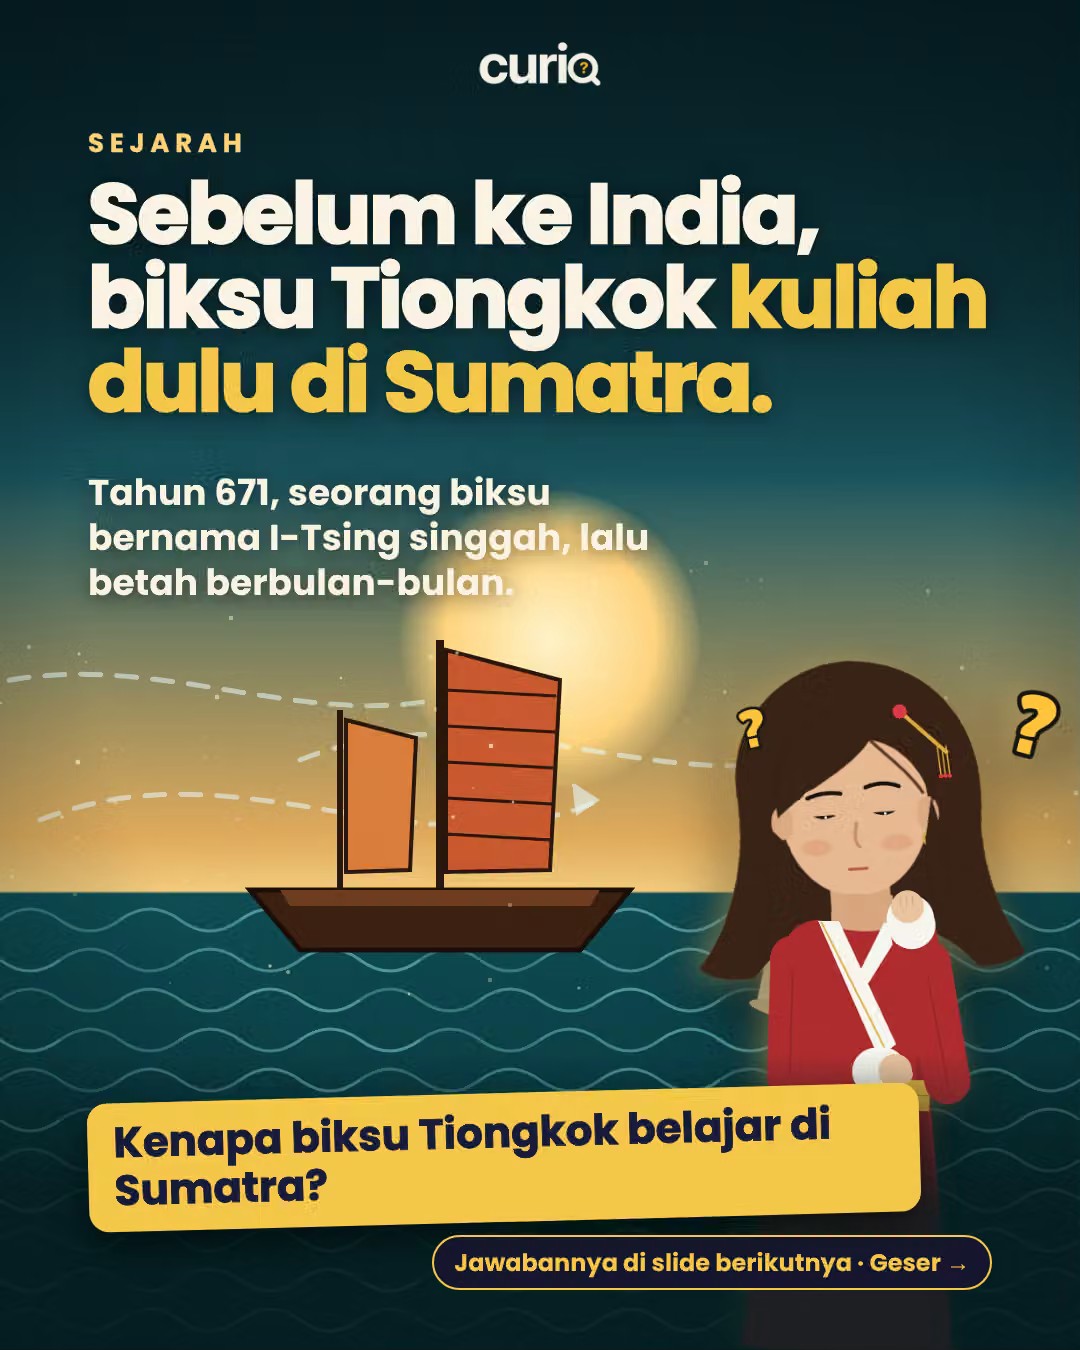 curiQ
SEJARAH
Sebelum ke India,
biksu Tiongkok kuliah
dulu di Sumatra.
Tahun 671, seorang biksu
bernama I-Tsing singgah, lalu
betah berbulan-bulan.
?
?
Kenapa biksu Tiongkok belajar di
Sumatra?
Jawabannya di slide berikutnya · Geser →